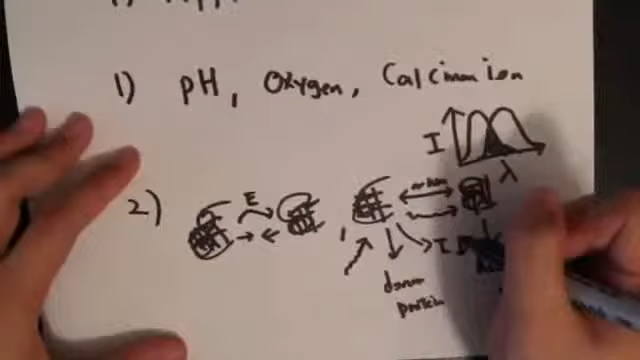 1) pH, Oxygen, Calcium ion
I
λ
2)
E
donor
protein